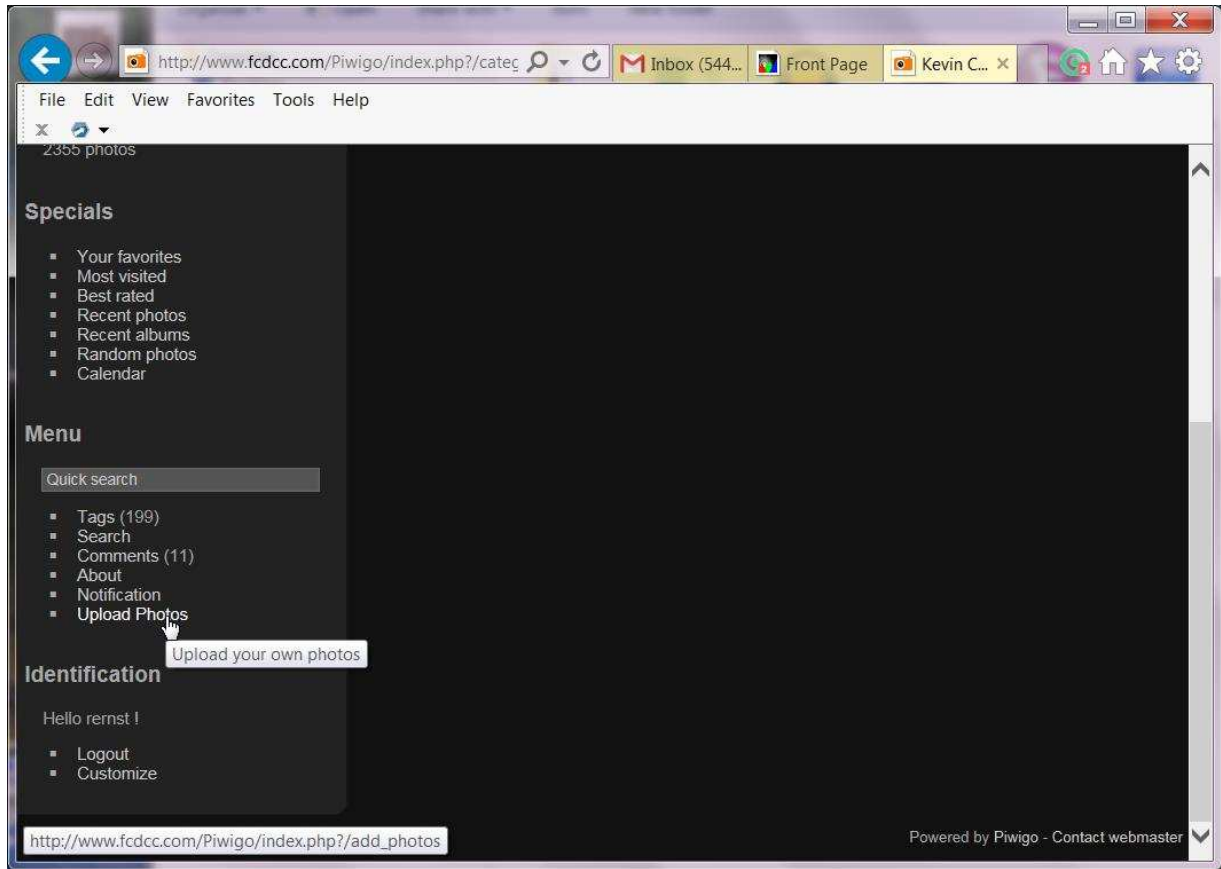 http://www.fcdcc.com/Piwigo/index.php?/categ
Inbox (544...
Front Page
Kevin C...
File Edit View Favorites Tools Help
2355 photos
Specials
Your favorites
Most visited
Best rated
Recent photos
Recent albums
Random photos
Calendar
Menu
Quick search
Tags (199)
Search
Comments (11)
About
Notification
Upload Photos
Upload your own photos
Identification
Hello rernst !
Logout
Customize
http://www.fcdcc.com/Piwigo/index.php?/add_photos
Powered by Piwigo - Contact webmaster